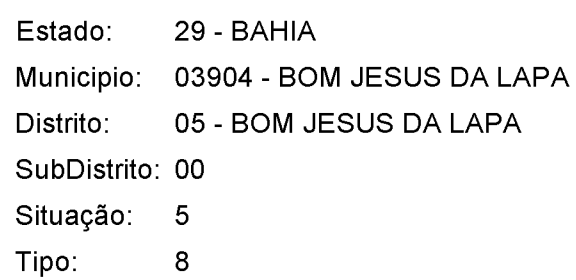 Estado: 29 - BAHIA
Municipio: 03904 - BOM JESUS DA LAPA
Distrito: 05 - BOM JESUS DA LAPA
SubDistrito: 00
Situação: 5
Tipo: 8